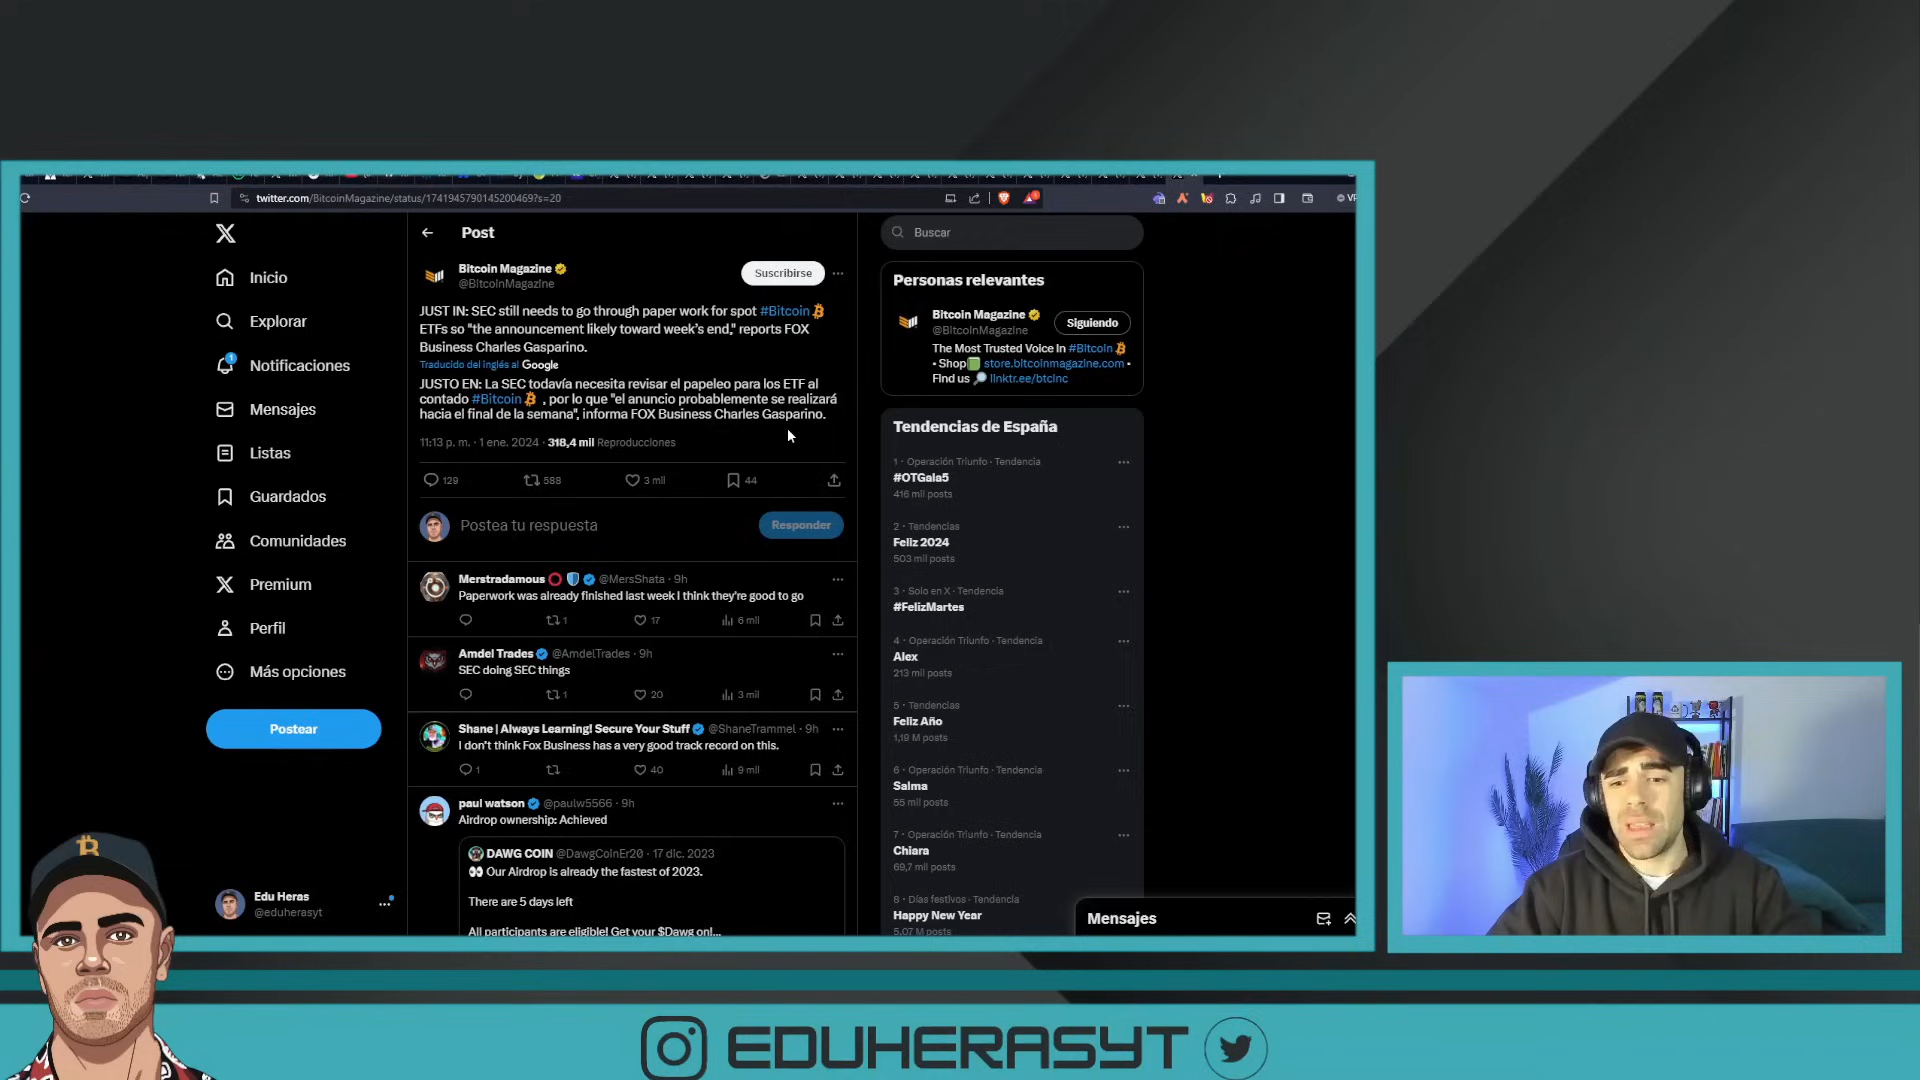 twitter.com/BitcoinMagazine/status/1741945790145200469?s=20
VP
Inicio
Explorar
1
Notificaciones
Mensajes
Listas
Guardados
Comunidades
Premium
Perfil
Más opciones
Postear
Edu Heras
@eduherasyt
Post
Bitcoin Magazine
@BitcoinMagazine
Suscribirse
JUST IN: SEC still needs to go through paper work for spot #Bitcoin
ETFs so "the announcement likely toward week's end," reports FOX
Business Charles Gasparino.
Traducido del inglés al Google
JUSTO EN: La SEC todavía necesita revisar el papeleo para los ETF al
contado #Bitcoin , por lo que "el anuncio probablemente se realizará
hacia el final de la semana", informa FOX Business Charles Gasparino.
11:13 p. m. · 1 ene. 2024 · 318,4 mil Reproducciones
129 588 3 mil 44
Postea tu respuesta
Responder
Merstradamous @MersShata · 9h
Paperwork was already finished last week I think they're good to go
1 17 6 mil
Amdel Trades @AmdelTrades · 9h
SEC doing SEC things
1 20 3 mil
Shane | Always Learning! Secure Your Stuff @ShaneTrammel · 9h
I don't think Fox Business has a very good track record on this.
1 40 9 mil
paul watson @paulw5566 · 9h
Airdrop ownership: Achieved
DAWG COIN @DawgCoinEr20 · 17 dic. 2023
Our Airdrop is already the fastest of 2023.
There are 5 days left
All participants are eligible! Get your $Dawg on!...
Buscar
Personas relevantes
Bitcoin Magazine
@BitcoinMagazine
Siguiendo
The Most Trusted Voice In #Bitcoin
• Shop store.bitcoinmagazine.com •
Find us linktr.ee/btcinc
Tendencias de España
1 · Operación Triunfo · Tendencia
#OTGala5
416 mil posts
2 · Tendencias
Feliz 2024
503 mil posts
3 · Solo en X · Tendencia
#FelizMartes
4 · Operación Triunfo · Tendencia
Alex
213 mil posts
5 · Tendencias
Feliz Año
1,19 M posts
6 · Operación Triunfo · Tendencia
Salma
55 mil posts
7 · Operación Triunfo · Tendencia
Chiara
69,7 mil posts
8 · Días festivos · Tendencia
Happy New Year
5,07 M posts
Mensajes
EDUHERASYT